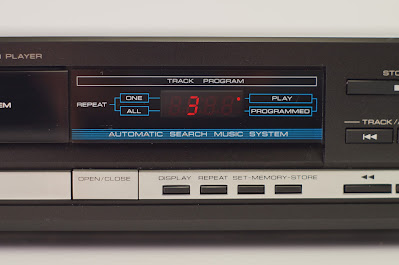 PLAYER
TRACK PROGRAM
REPEAT
ONE
ALL
3
PLAY
PROGRAMMED
AUTOMATIC SEARCH MUSIC SYSTEM
TRACK/
OPEN/CLOSE
DISPLAY REPEAT SET-MEMORY-STORE